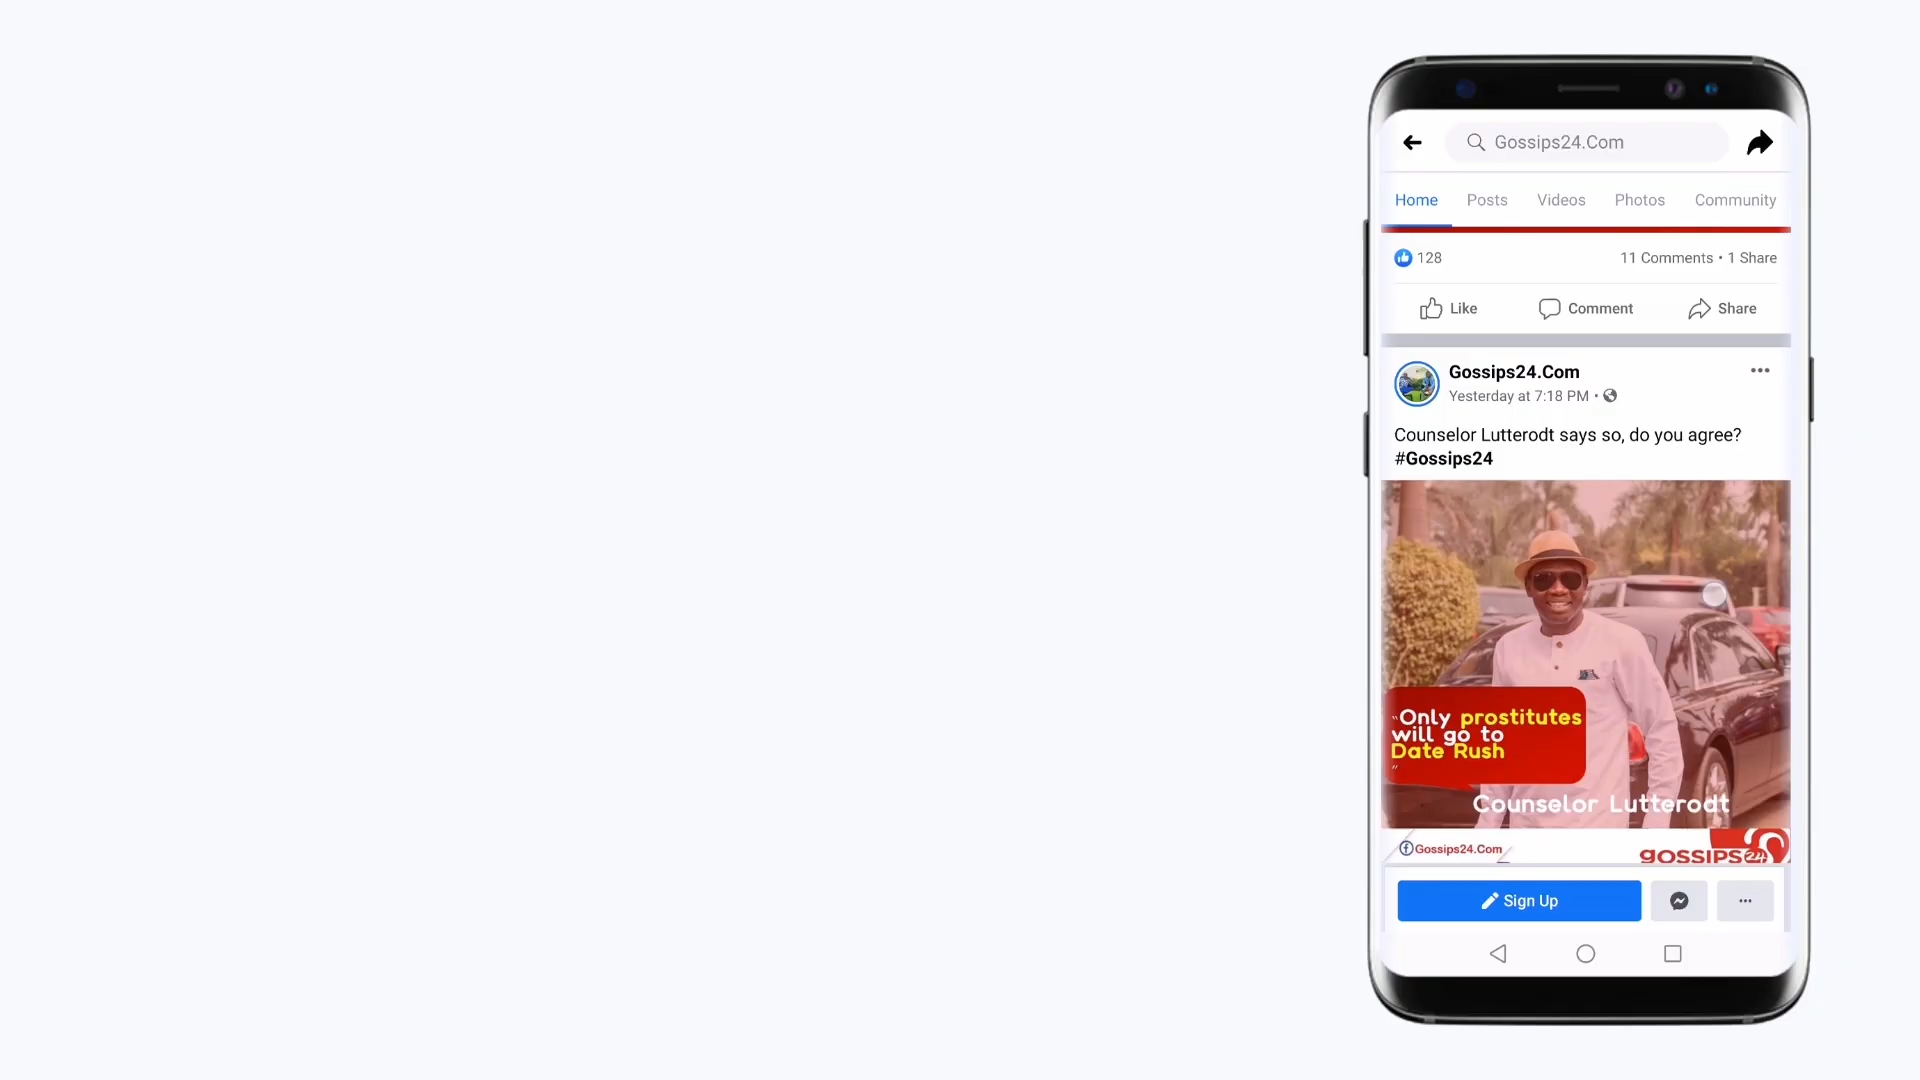 Gossips24.Com
Home Posts Videos Photos Community
128 11 Comments • 1 Share
Like Comment Share
Gossips24.Com
Yesterday at 7:18 PM •
Counselor Lutterodt says so, do you agree?
#Gossips24
"Only prostitutes
will go to
Date Rush
"
Counselor Lutterodt
Gossips24.Com
gossips24
Sign Up